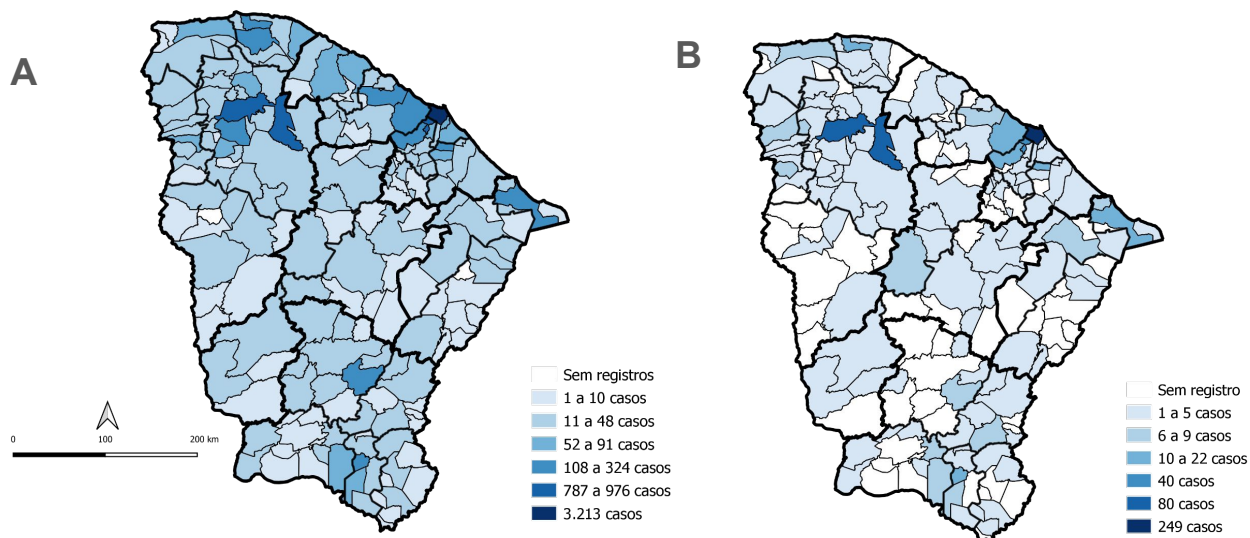 A
Sem registros
1 a 10 casos
11 a 48 casos
52 a 91 casos
108 a 324 casos
787 a 976 casos
3.213 casos
0 100 200 km
B
Sem registro
1 a 5 casos
6 a 9 casos
10 a 22 casos
40 casos
80 casos
249 casos